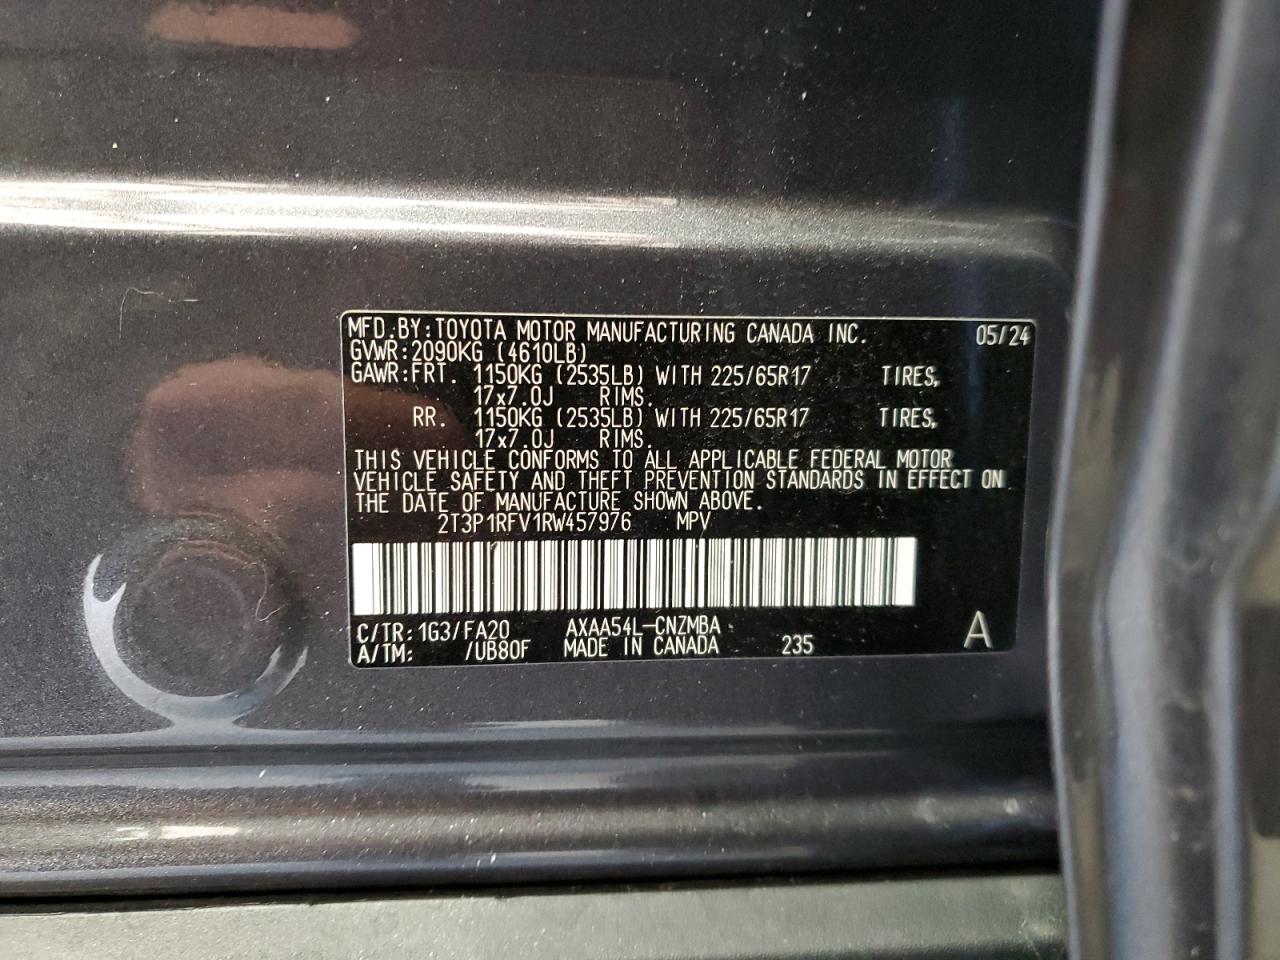 MFD.BY:TOYOTA MOTOR MANUFACTURING CANADA INC. 05/24
GVWR:2090KG (4610LB)
GAWR:FRT. 1150KG (2535LB) WITH 225/65R17 TIRES,
17x7.0J RIMS.
RR. 1150KG (2535LB) WITH 225/65R17 TIRES,
17x7.0J RIMS.
THIS VEHICLE CONFORMS TO ALL APPLICABLE FEDERAL MOTOR
VEHICLE SAFETY AND THEFT PREVENTION STANDARDS IN EFFECT ON
THE DATE OF MANUFACTURE SHOWN ABOVE.
2T3P1RFV1RW457976 MPV
C/TR:1G3/FA20 AXAA54L-CNZMBA A
A/TM: /UB80F MADE IN CANADA 235